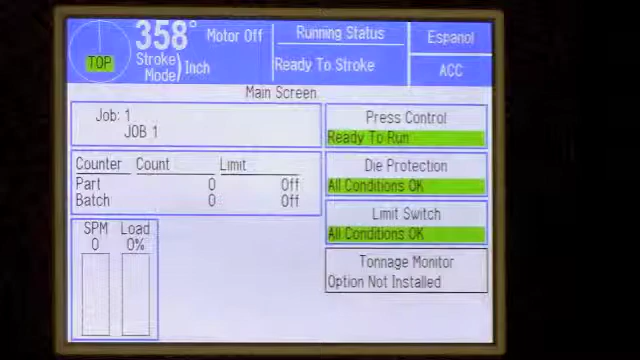 TOP
358°
Stroke
Mode) Inch
Motor Off
Running Status
Ready To Stroke
Espanol
ACC
Main Screen
Job: 1
JOB 1
Counter Count Limit
Part 0 Off
Batch 0 Off
SPM Load
0 0%
Press Control
Ready To Run
Die Protection
All Conditions OK
Limit Switch
All Conditions OK
Tonnage Monitor
Option Not Installed